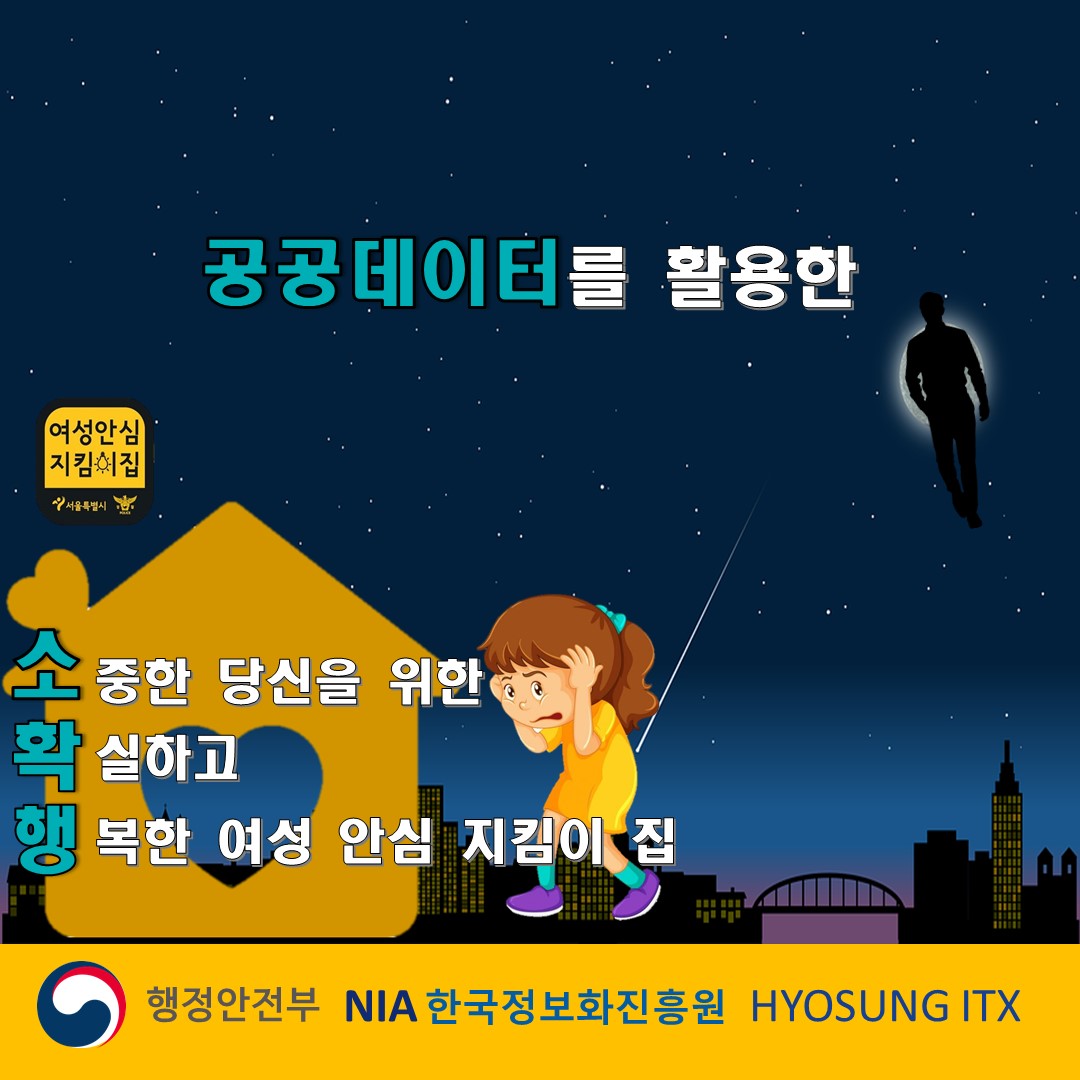 공공데이터를 활용한
여성안심
지킴이집
서울특별시
POLICE
소중한 당신을 위한
확실하고
행복한 여성 안심 지킴이 집
행정안전부 NIA 한국정보화진흥원 HYOSUNG ITX